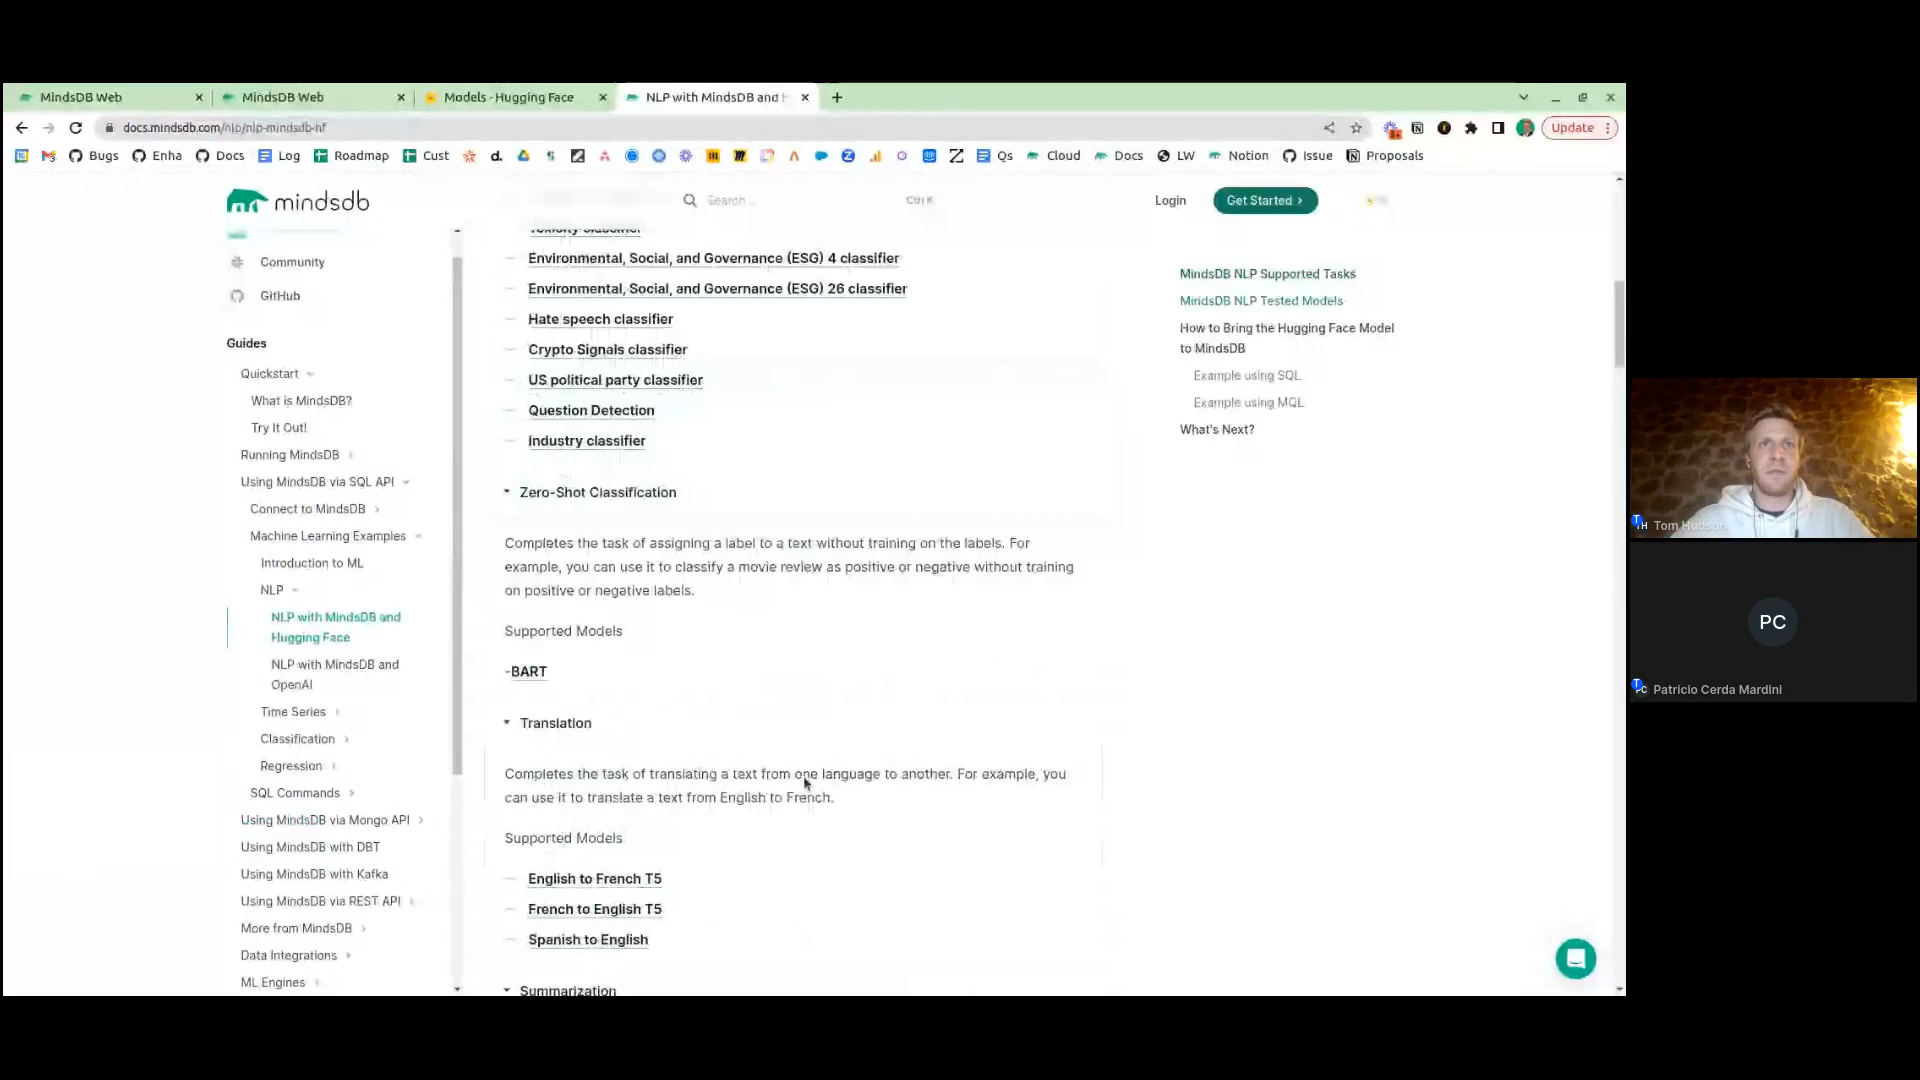 MindsDB Web
MindsDB Web
Models - Hugging Face
NLP with MindsDB and H
docs.mindsdb.com/nlp/nlp-mindsdb-hf
Update
Bugs
Enha
Docs
Log
Roadmap
Cust
d.
Qs
Cloud
Docs
LW
Notion
Issue
Proposals
mindsdb
Search...
Ctrl K
Login
Get Started
Community
GitHub
Guides
Quickstart
What is MindsDB?
Try It Out!
Running MindsDB
Using MindsDB via SQL API
Connect to MindsDB
Machine Learning Examples
Introduction to ML
NLP
NLP with MindsDB and
Hugging Face
NLP with MindsDB and
OpenAI
Time Series
Classification
Regression
SQL Commands
Using MindsDB via Mongo API
Using MindsDB with DBT
Using MindsDB with Kafka
Using MindsDB via REST API
More from MindsDB
Data Integrations
ML Engines
Toxicity classifier
Environmental, Social, and Governance (ESG) 4 classifier
Environmental, Social, and Governance (ESG) 26 classifier
Hate speech classifier
Crypto Signals classifier
US political party classifier
Question Detection
industry classifier
Zero-Shot Classification
Completes the task of assigning a label to a text without training on the labels. For
example, you can use it to classify a movie review as positive or negative without training
on positive or negative labels.
Supported Models
-BART
Translation
Completes the task of translating a text from one language to another. For example, you
can use it to translate a text from English to French.
Supported Models
English to French T5
French to English T5
Spanish to English
Summarization
MindsDB NLP Supported Tasks
MindsDB NLP Tested Models
How to Bring the Hugging Face Model
to MindsDB
Example using SQL
Example using MQL
What's Next?
Tom Hudson
PC
Patricio Cerda Mardini